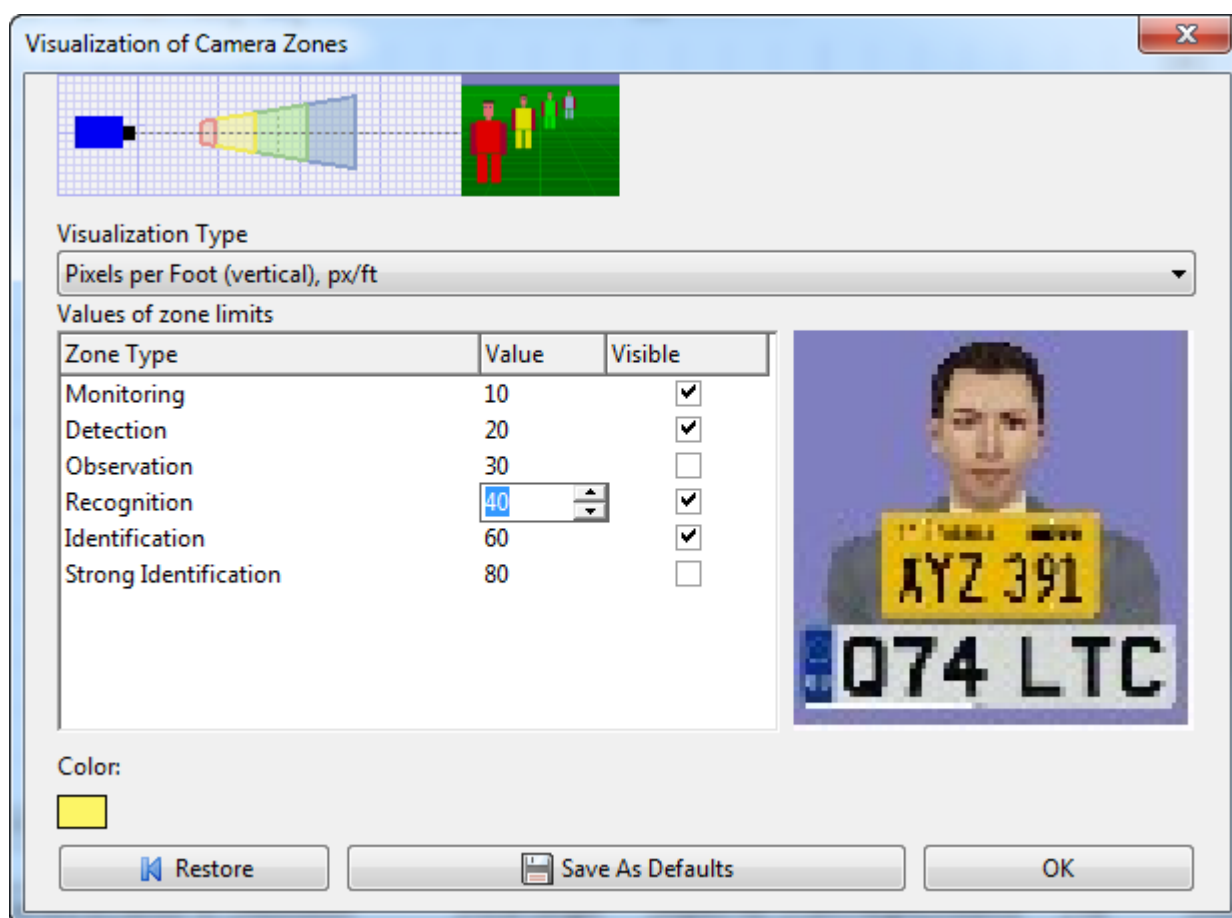 Visualization of Camera Zones
Visualization Type
Pixels per Foot (vertical), px/ft
Values of zone limits
Zone Type Value Visible
Monitoring 10
Detection 20
Observation 30
Recognition 40
Identification 60
Strong Identification 80
XYZ 391
Q74 LTC
Color:
Restore Save As Defaults OK